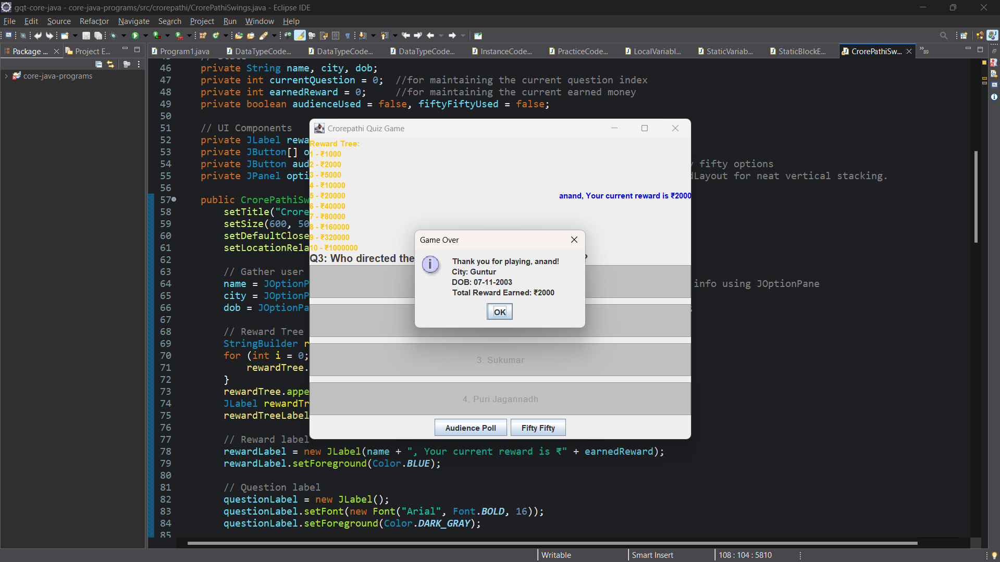 gqt-core-java - core-java-programs/src/crorepathi/CrorePathiSwings.java - Eclipse IDE
File Edit Source Refactor Navigate Search Project Run Window Help
Package ... Project E...
Program1.java DataTypeCode... DataTypeCode... DataTypeCode... InstanceCode... PracticeCode... LocalVariabl... StaticVariab... StaticBlockE... CrorePathiSw... »89
core-java-programs
46 private String name, city, dob;
47 private int currentQuestion = 0; //for maintaining the current question index
48 private int earnedReward = 0; //for maintaining the current earned money
49 private boolean audienceUsed = false, fiftyFiftyUsed = false;
50
51 // UI Components
52 private JLabel rewa
53 private JButton[] o
54 private JButton aud fifty options
55 private JPanel opti Layout for neat vertical stacking.
56
57 public CrorePathiSw
58 setTitle("Crore
59 setSize(600, 50
60 setDefaultClose
61 setLocationRela
62
63 // Gather user
64 name = JOptionP info using JOptionPane
65 city = JOptionP
66 dob = JOptionPa
67
68 // Reward Tree
69 StringBuilder r
70 for (int i = 0;
71 rewardTree.
72 }
73 rewardTree.appe
74 JLabel rewardTr
75 rewardTreeLabel
76
77 // Reward label
78 rewardLabel = new JLabel(name + ", Your current reward is ₹" + earnedReward);
79 rewardLabel.setForeground(Color.BLUE);
80
81 // Question label
82 questionLabel = new JLabel();
83 questionLabel.setFont(new Font("Arial", Font.BOLD, 16));
84 questionLabel.setForeground(Color.DARK_GRAY);
85
Crorepathi Quiz Game
Reward Tree:
1 - ₹1000
2 - ₹2000
3 - ₹5000
4 - ₹10000
5 - ₹20000
6 - ₹40000
7 - ₹80000
8 - ₹160000
9 - ₹320000
10 - ₹1000000
anand, Your current reward is ₹2000
Q3: Who directed the ?
3. Sukumar
4. Puri Jagannadh
Audience Poll Fifty Fifty
Game Over
Thank you for playing, anand!
City: Guntur
DOB: 07-11-2003
Total Reward Earned: ₹2000
OK
Writable Smart Insert 108 : 104 : 5810